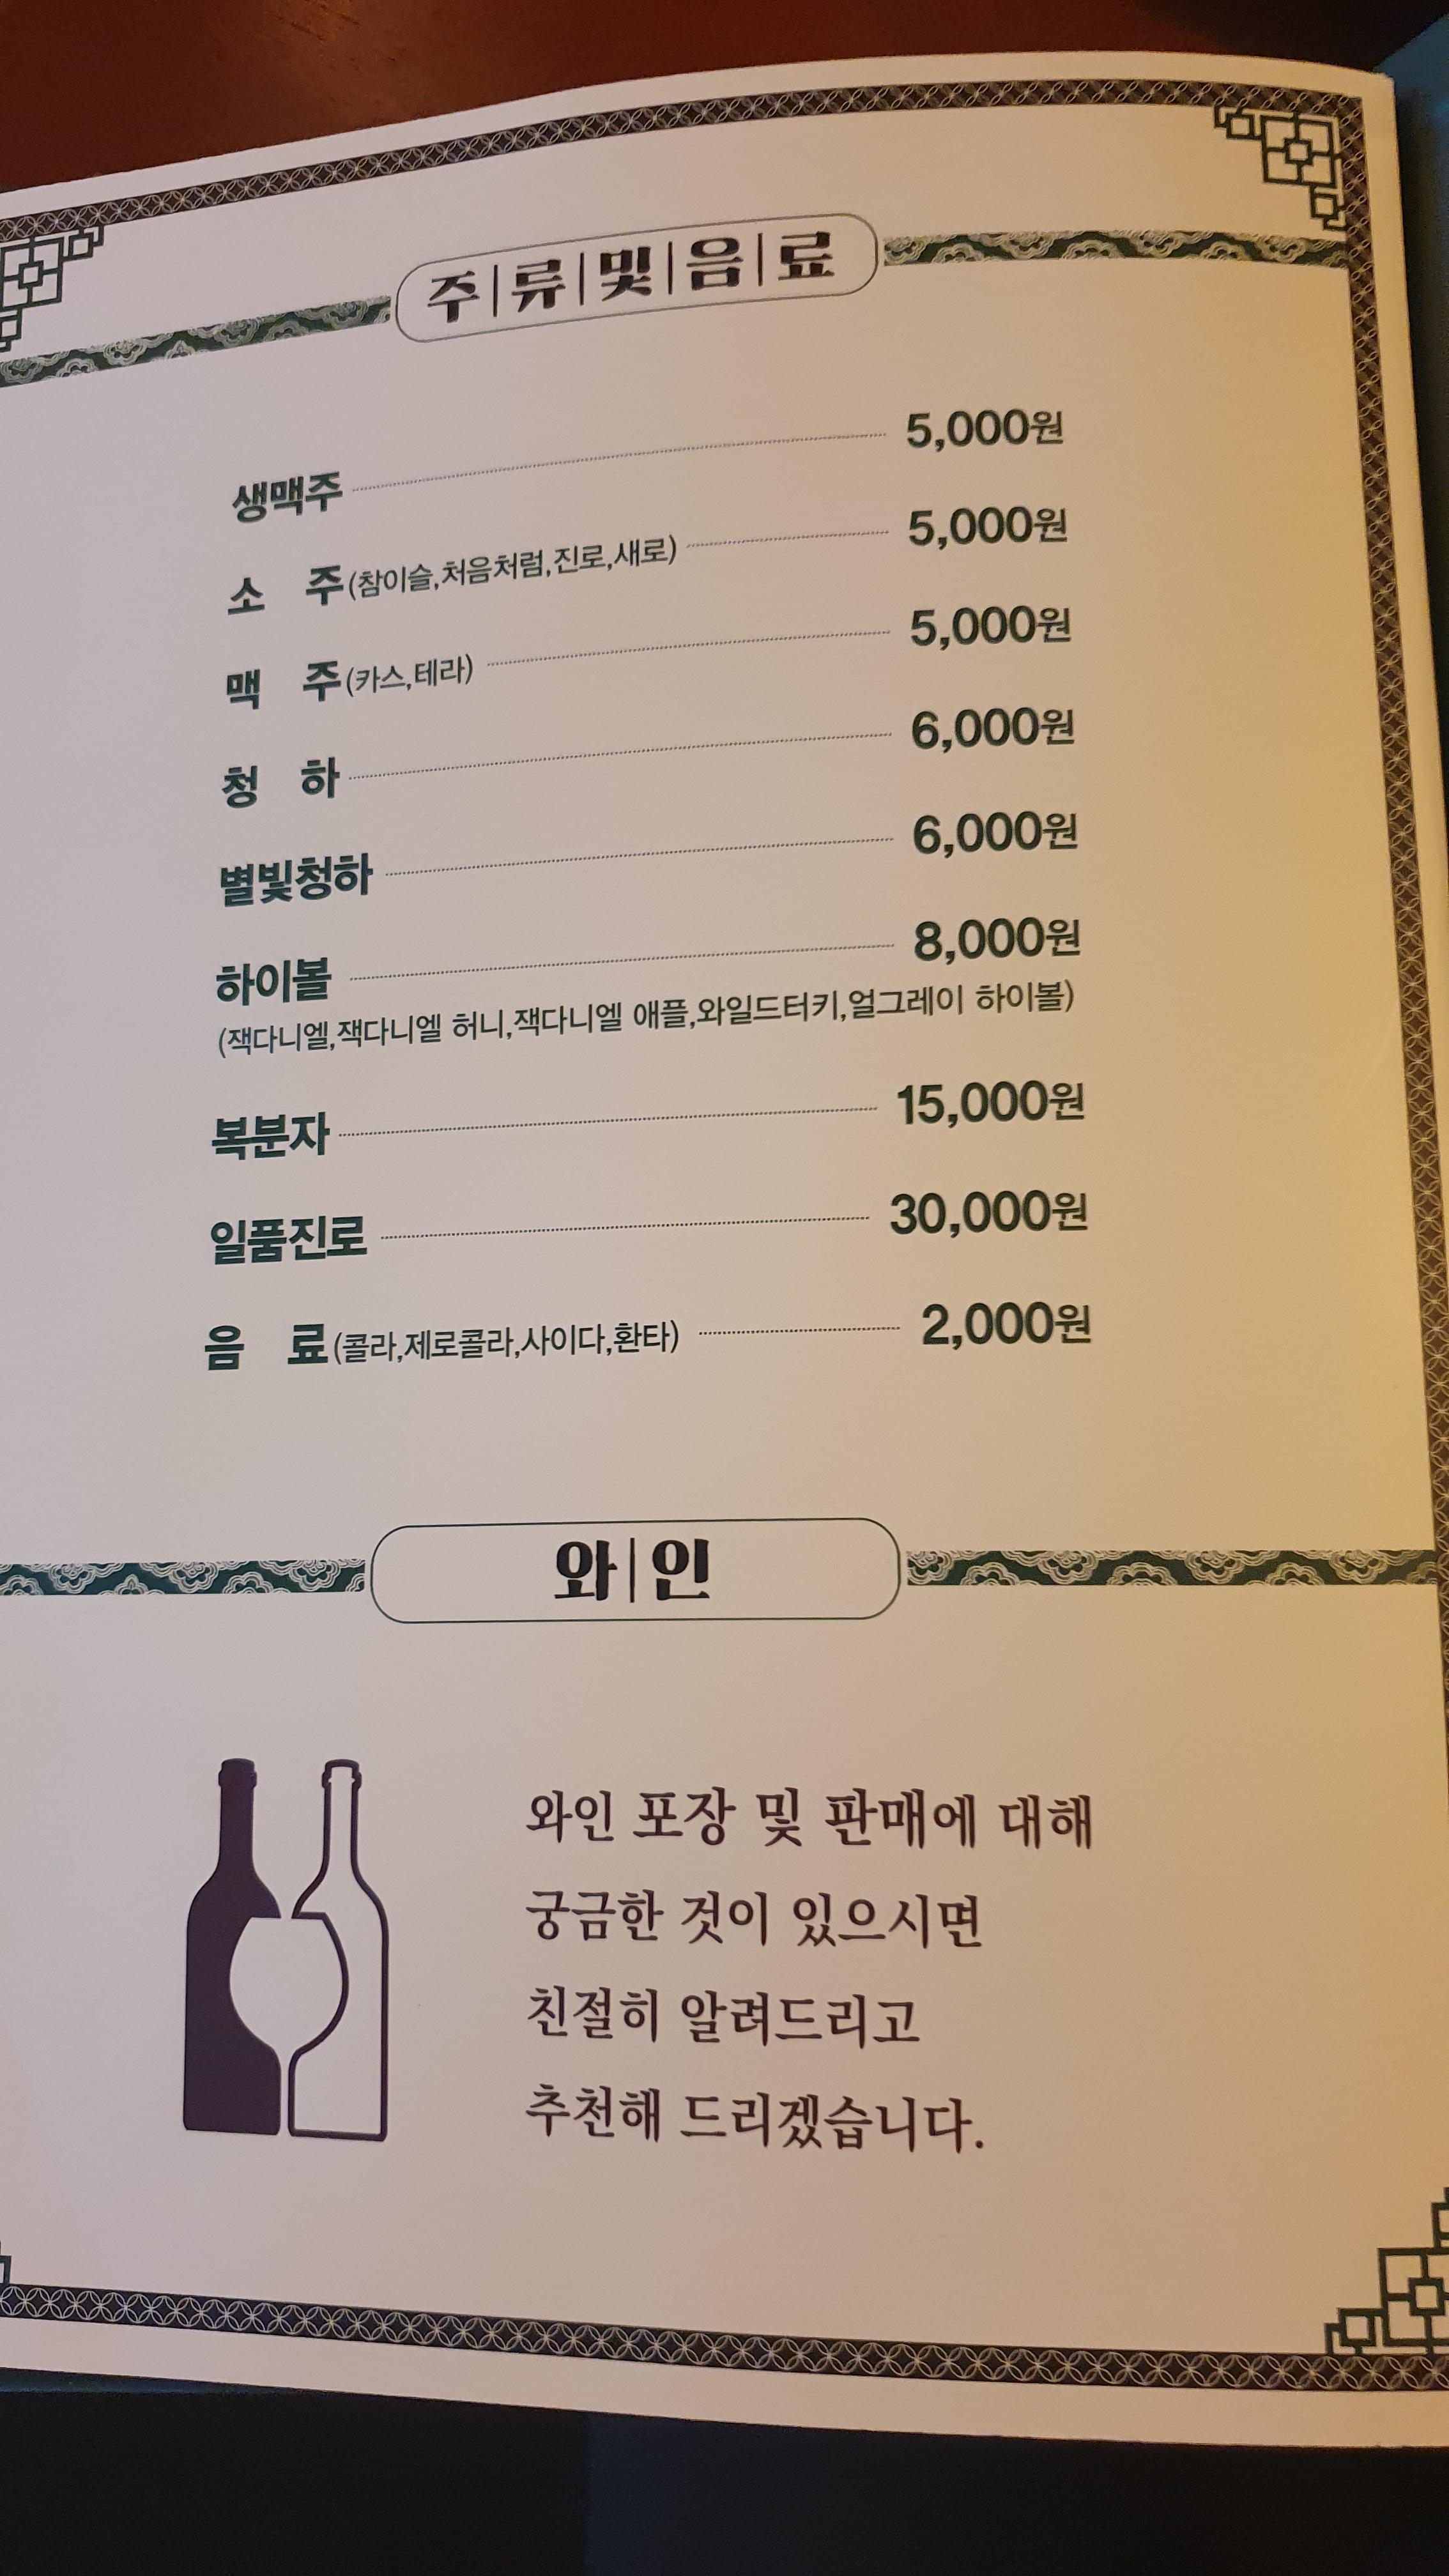 주|류|및|음|료
생맥주 5,000원
소 주(참이슬,처음처럼,진로,새로) 5,000원
맥 주(카스,테라) 5,000원
청 하 6,000원
별빛청하 6,000원
하이볼 8,000원
(잭다니엘,잭다니엘 허니,잭다니엘 애플,와일드터키,얼그레이 하이볼)
복분자 15,000원
일품진로 30,000원
음 료(콜라,제로콜라,사이다,환타) 2,000원
와|인
와인 포장 및 판매에 대해
궁금한 것이 있으시면
친절히 알려드리고
추천해 드리겠습니다.